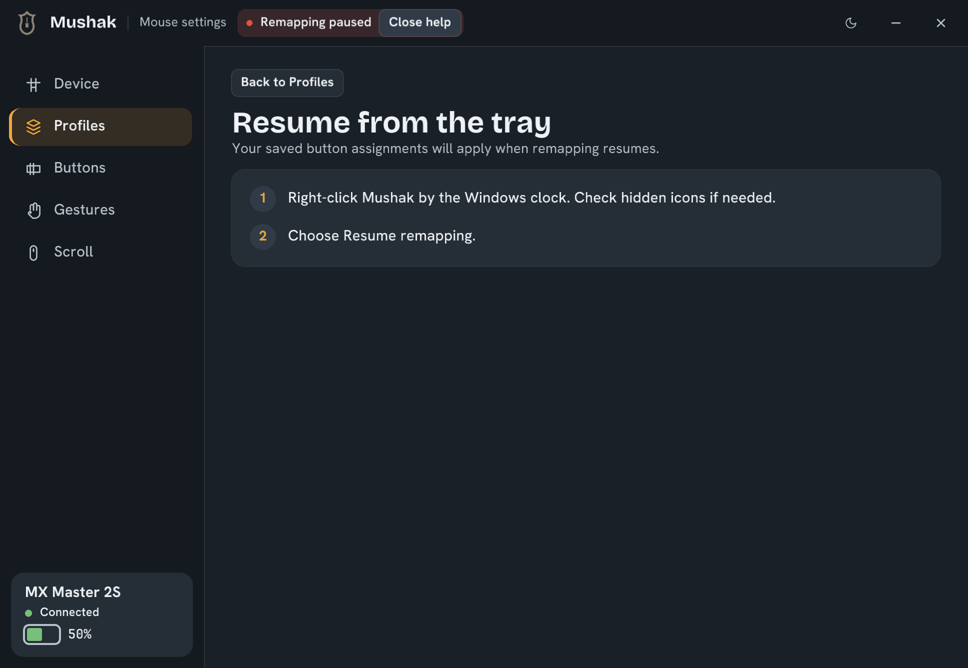 Mushak
Mouse settings
Remapping paused
Close help
Device
Profiles
Buttons
Gestures
Scroll
Back to Profiles
Resume from the tray
Your saved button assignments will apply when remapping resumes.
1 Right-click Mushak by the Windows clock. Check hidden icons if needed.
2 Choose Resume remapping.
MX Master 2S
Connected
50%